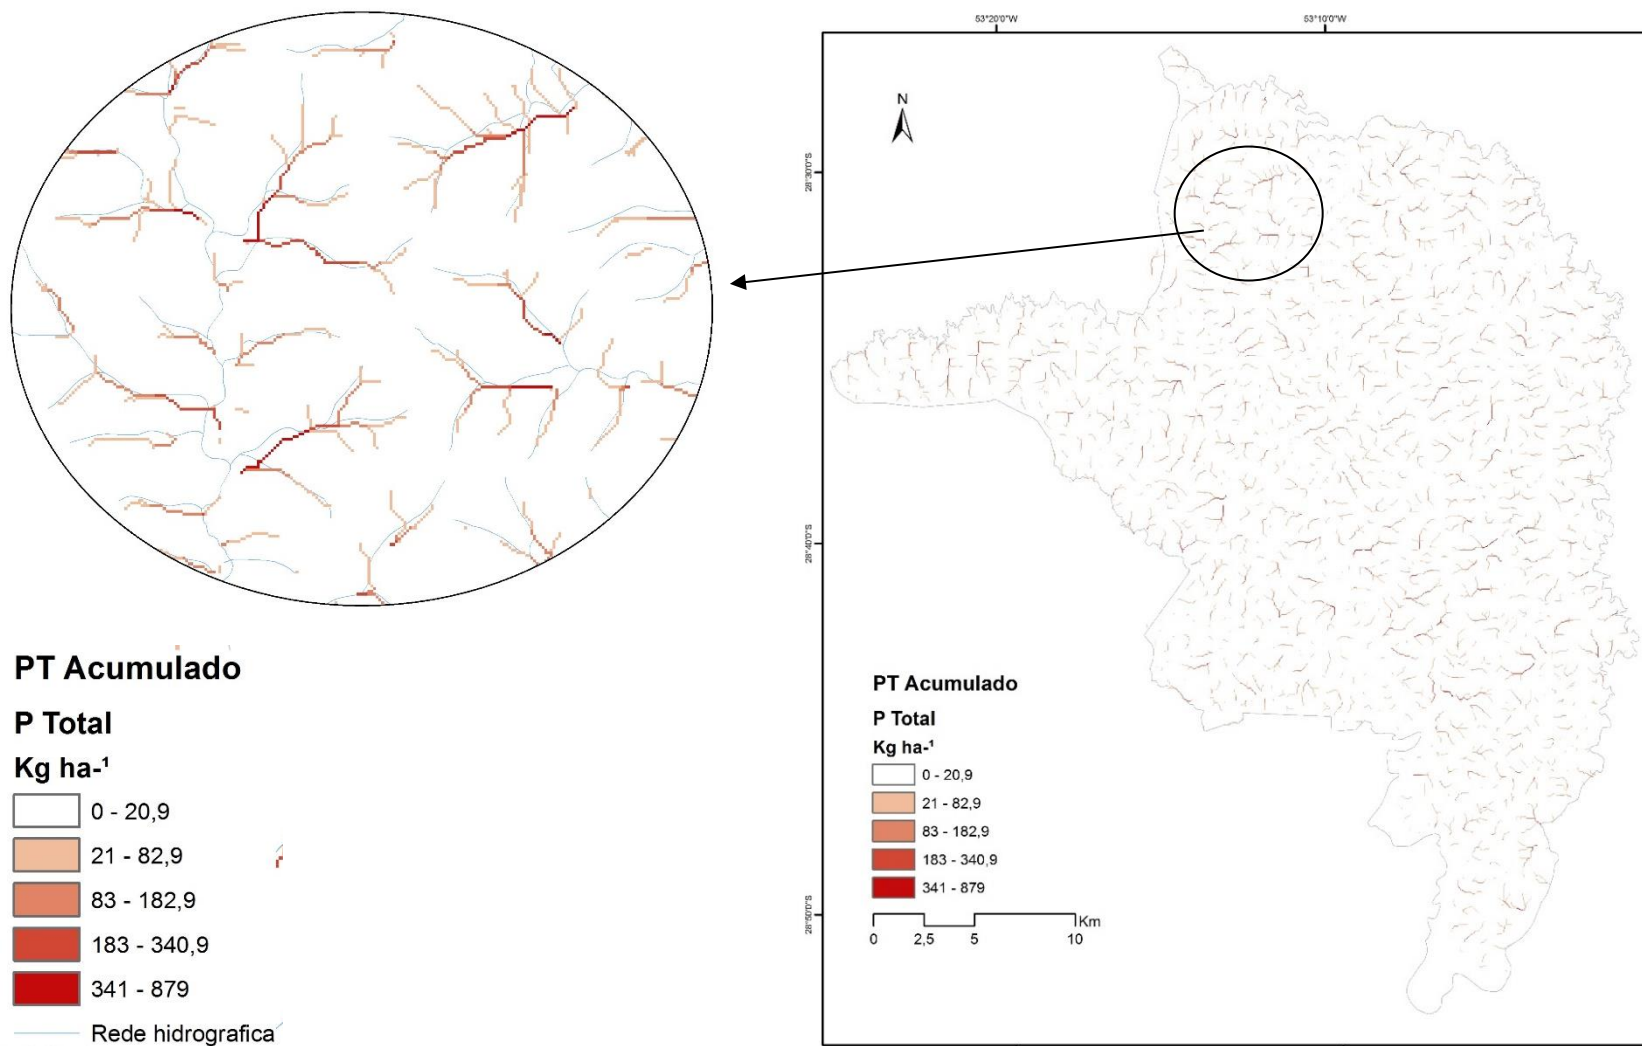 53°20'0"W
53°10'0"W
N
28°30'0"S
28°40'0"S
28°50'0"S
PT Acumulado
P Total
Kg ha-¹
0 - 20,9
21 - 82,9
83 - 182,9
183 - 340,9
341 - 879
Rede hidrografica
PT Acumulado
P Total
Kg ha-¹
0 - 20,9
21 - 82,9
83 - 182,9
183 - 340,9
341 - 879
Km
0 2,5 5 10